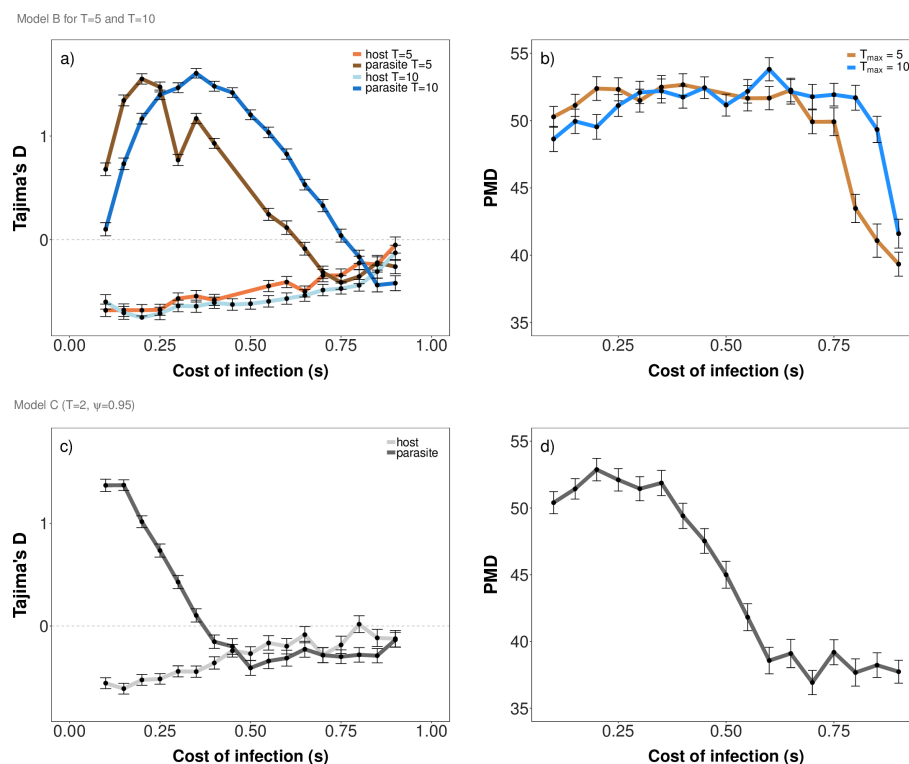 Model B for T=5 and T=10
a)
host T=5
parasite T=5
host T=10
parasite T=10
Tajima's D
1
0
0.00 0.25 0.50 0.75 1.00
Cost of infection (s)
b)
Tmax = 5
Tmax = 10
PMD
55
50
45
40
35
0.25 0.50 0.75
Cost of infection (s)
Model C (T=2, ψ=0.95)
c)
host
parasite
Tajima's D
1
0
0.00 0.25 0.50 0.75 1.00
Cost of infection (s)
d)
PMD
55
50
45
40
35
0.25 0.50 0.75
Cost of infection (s)